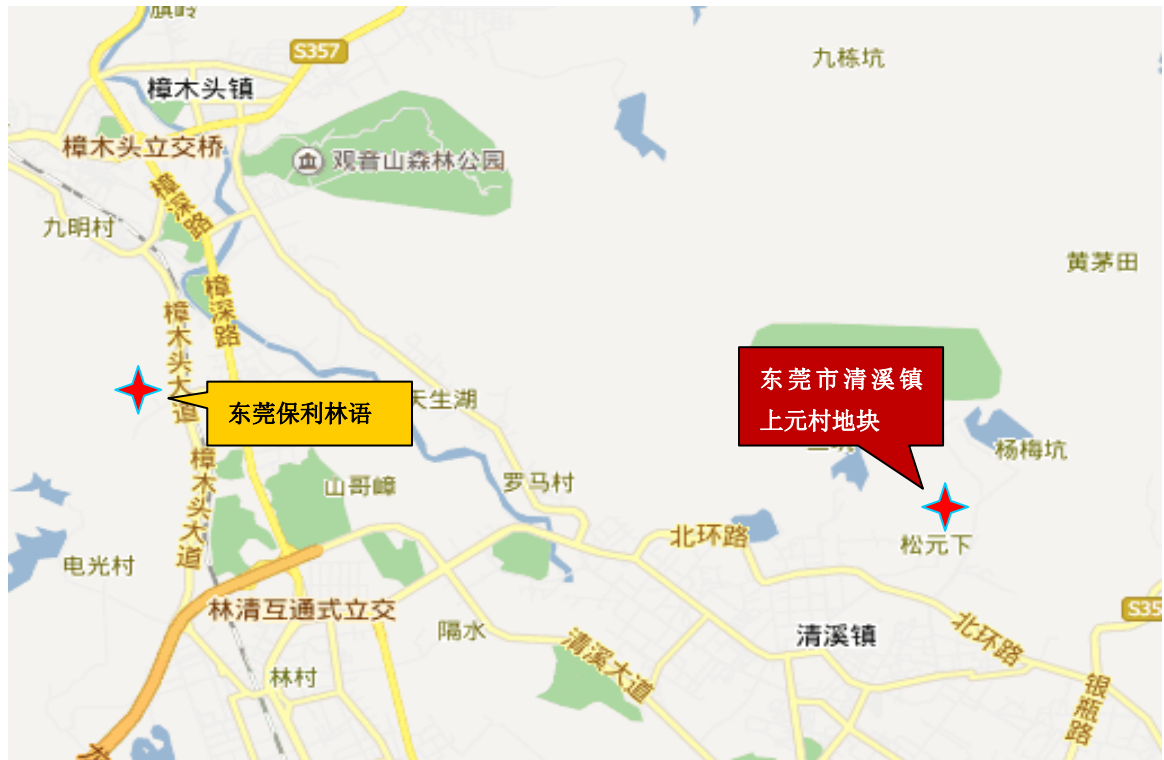 旗岭
S357
九栋坑
樟木头镇
樟木头立交桥
观音山森林公园
樟深路
九明村
黄茅田
樟深路
樟木头大道
东莞市清溪镇
上元村地块
东莞保利林语
天生湖
杨梅坑
樟木头大道
山哥嶂
罗马村
北环路
松元下
电光村
林清互通式立交
S35
隔水
清溪大道
清溪镇
北环路
林村
银瓶路